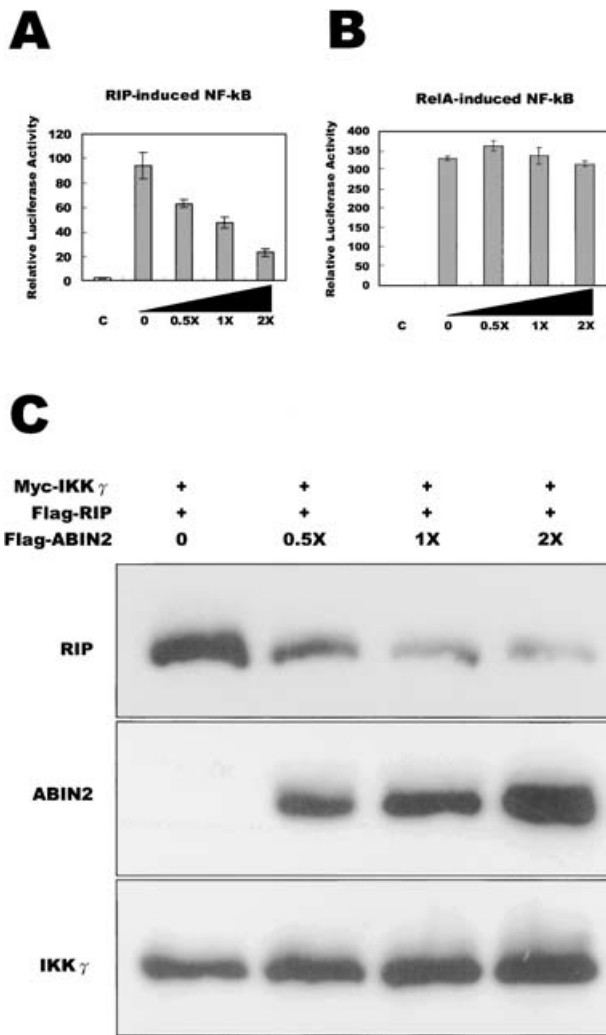 A
B
RIP-induced NF-kB
Relative Luciferase Activity
120
100
80
60
40
20
0
C 0 0.5X 1X 2X
RelA-induced NF-kB
Relative Luciferase Activity
400
350
300
250
200
150
100
50
0
C 0 0.5X 1X 2X
C
Myc-IKK γ + + + +
Flag-RIP + + + +
Flag-ABIN2 0 0.5X 1X 2X
RIP
ABIN2
IKK γ